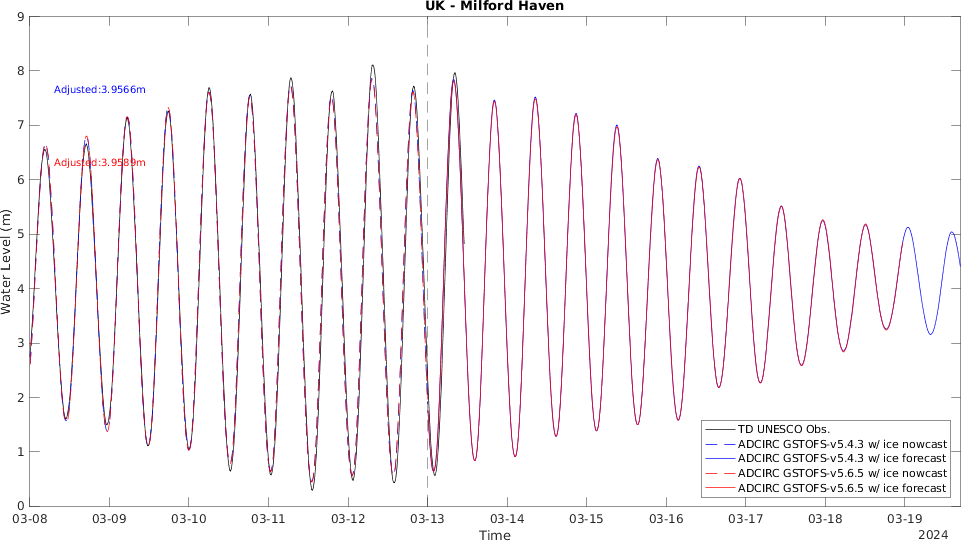 UK - Milford Haven
9
8
7
6
5
4
3
2
1
0
Water Level (m)
Adjusted:3.9566m
Adjusted:3.9589m
TD UNESCO Obs.
ADCIRC GSTOFS-v5.4.3 w/ ice nowcast
ADCIRC GSTOFS-v5.4.3 w/ ice forecast
ADCIRC GSTOFS-v5.6.5 w/ ice nowcast
ADCIRC GSTOFS-v5.6.5 w/ ice forecast
03-08 03-09 03-10 03-11 03-12 03-13 03-14 03-15 03-16 03-17 03-18 03-19
Time
2024